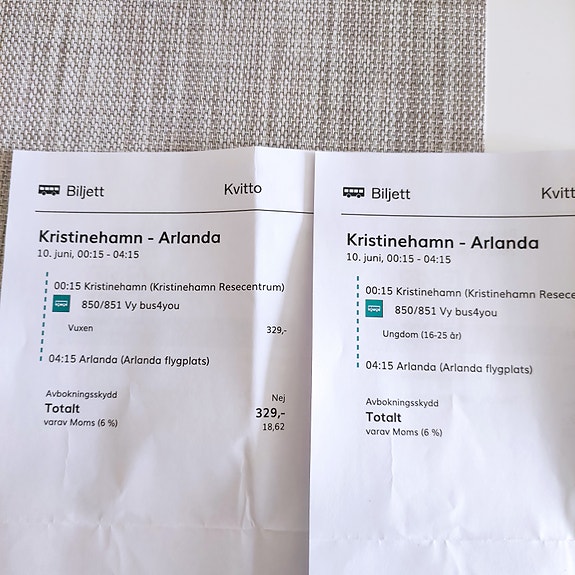 Biljett Kvitto
Kristinehamn - Arlanda
10. juni, 00:15 - 04:15
00:15 Kristinehamn (Kristinehamn Resecentrum)
850/851 Vy bus4you
Vuxen 329,-
04:15 Arlanda (Arlanda flygplats)
Avbokningsskydd Nej
Totalt 329,-
varav Moms (6 %) 18,62
Biljett Kvitt
Kristinehamn - Arlanda
10. juni, 00:15 - 04:15
00:15 Kristinehamn (Kristinehamn Resece
850/851 Vy bus4you
Ungdom (16-25 år)
04:15 Arlanda (Arlanda flygplats)
Avbokningsskydd
Totalt
varav Moms (6 %)